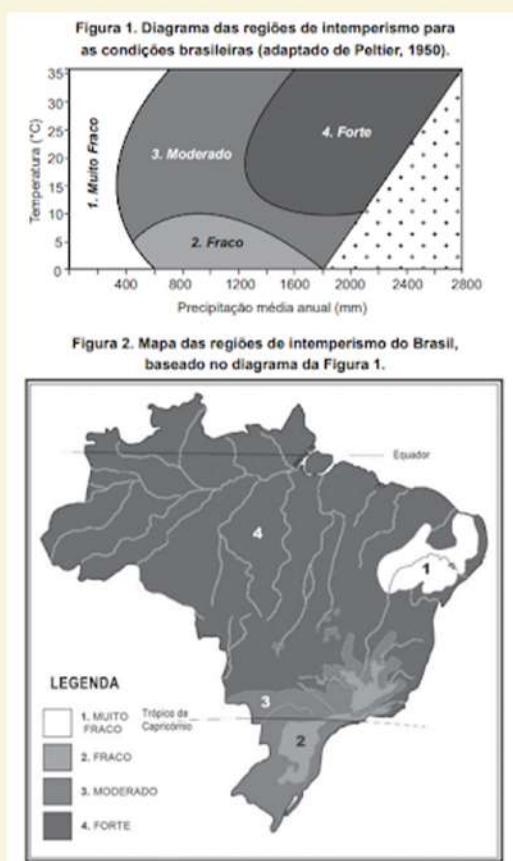 Figura 1. Diagrama das regiões de intemperismo para
as condições brasileiras (adaptado de Peltier, 1950).
Temperatura (°C)
35
30
25
20
15
10
5
0
1. Muito Fraco
3. Moderado
4. Forte
2. Fraco
400
800
1200
1600
2000
2400
2800
Precipitação média anual (mm)
Figura 2. Mapa das regiões de intemperismo do Brasil,
baseado no diagrama da Figura 1.
Equador
4
1
3
2
Trópico da
Capricórnio
LEGENDA
1. MUITO
FRACO
2. FRACO
3. MODERADO
4. FORTE